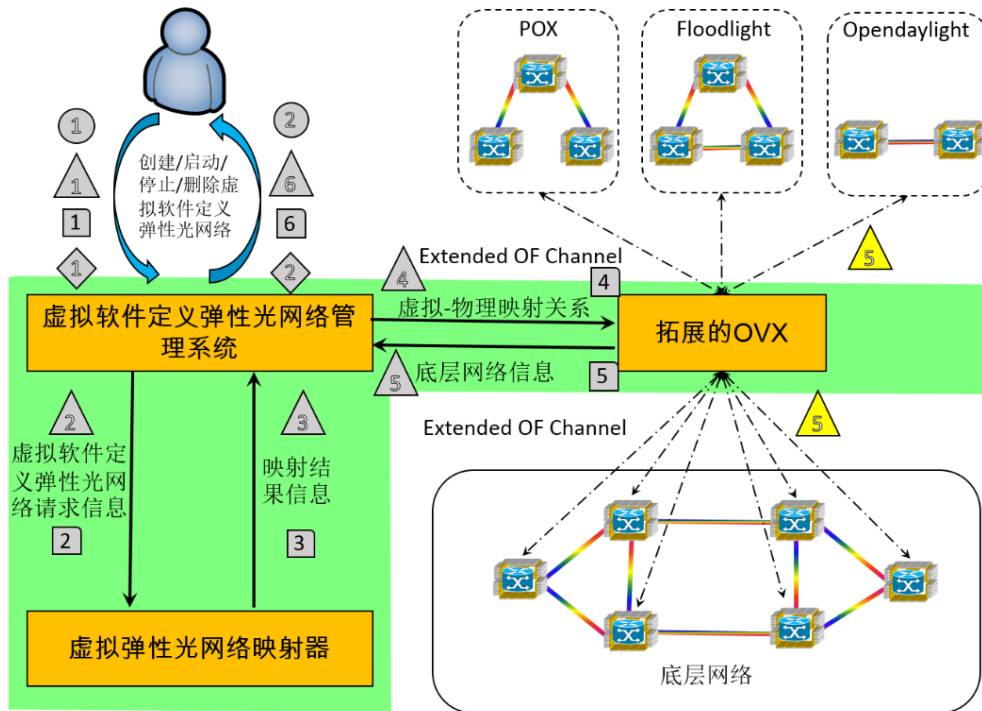 POX
Floodlight
Opendaylight
1
2
1
6
1
6
1
2
创建/启动/
停止/删除虚
拟软件定义
弹性光网络
5
4
Extended OF Channel
4
虚拟软件定义弹性光网络管
理系统
虚拟-物理映射关系
拓展的OVX
5
底层网络信息
5
2
3
5
Extended OF Channel
虚拟软件定
义弹性光网
络请求信息
映射结
果信息
2
3
虚拟弹性光网络映射器
底层网络